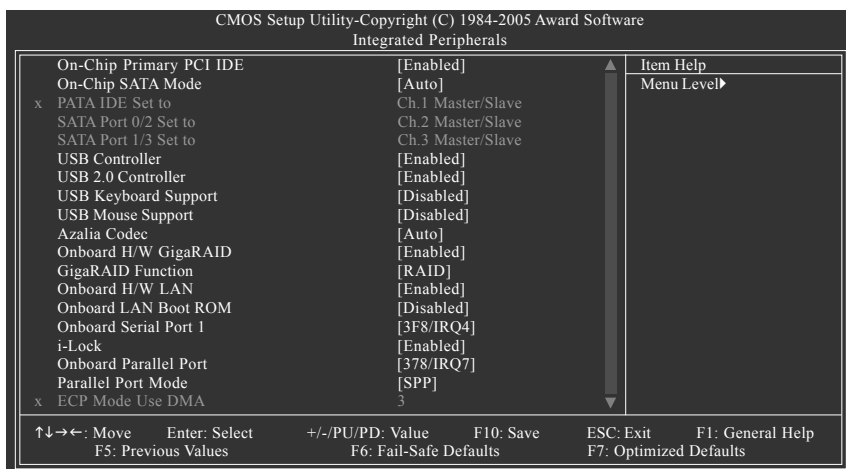 CMOS Setup Utility-Copyright (C) 1984-2005 Award Software
Integrated Peripherals
On-Chip Primary PCI IDE [Enabled] Item Help
On-Chip SATA Mode [Auto] Menu Level
x PATA IDE Set to Ch.1 Master/Slave
SATA Port 0/2 Set to Ch.2 Master/Slave
SATA Port 1/3 Set to Ch.3 Master/Slave
USB Controller [Enabled]
USB 2.0 Controller [Enabled]
USB Keyboard Support [Disabled]
USB Mouse Support [Disabled]
Azalia Codec [Auto]
Onboard H/W GigaRAID [Enabled]
GigaRAID Function [RAID]
Onboard H/W LAN [Enabled]
Onboard LAN Boot ROM [Disabled]
Onboard Serial Port 1 [3F8/IRQ4]
i-Lock [Enabled]
Onboard Parallel Port [378/IRQ7]
Parallel Port Mode [SPP]
x ECP Mode Use DMA 3
↑↓→←: Move Enter: Select +/-/PU/PD: Value F10: Save ESC: Exit F1: General Help
F5: Previous Values F6: Fail-Safe Defaults F7: Optimized Defaults